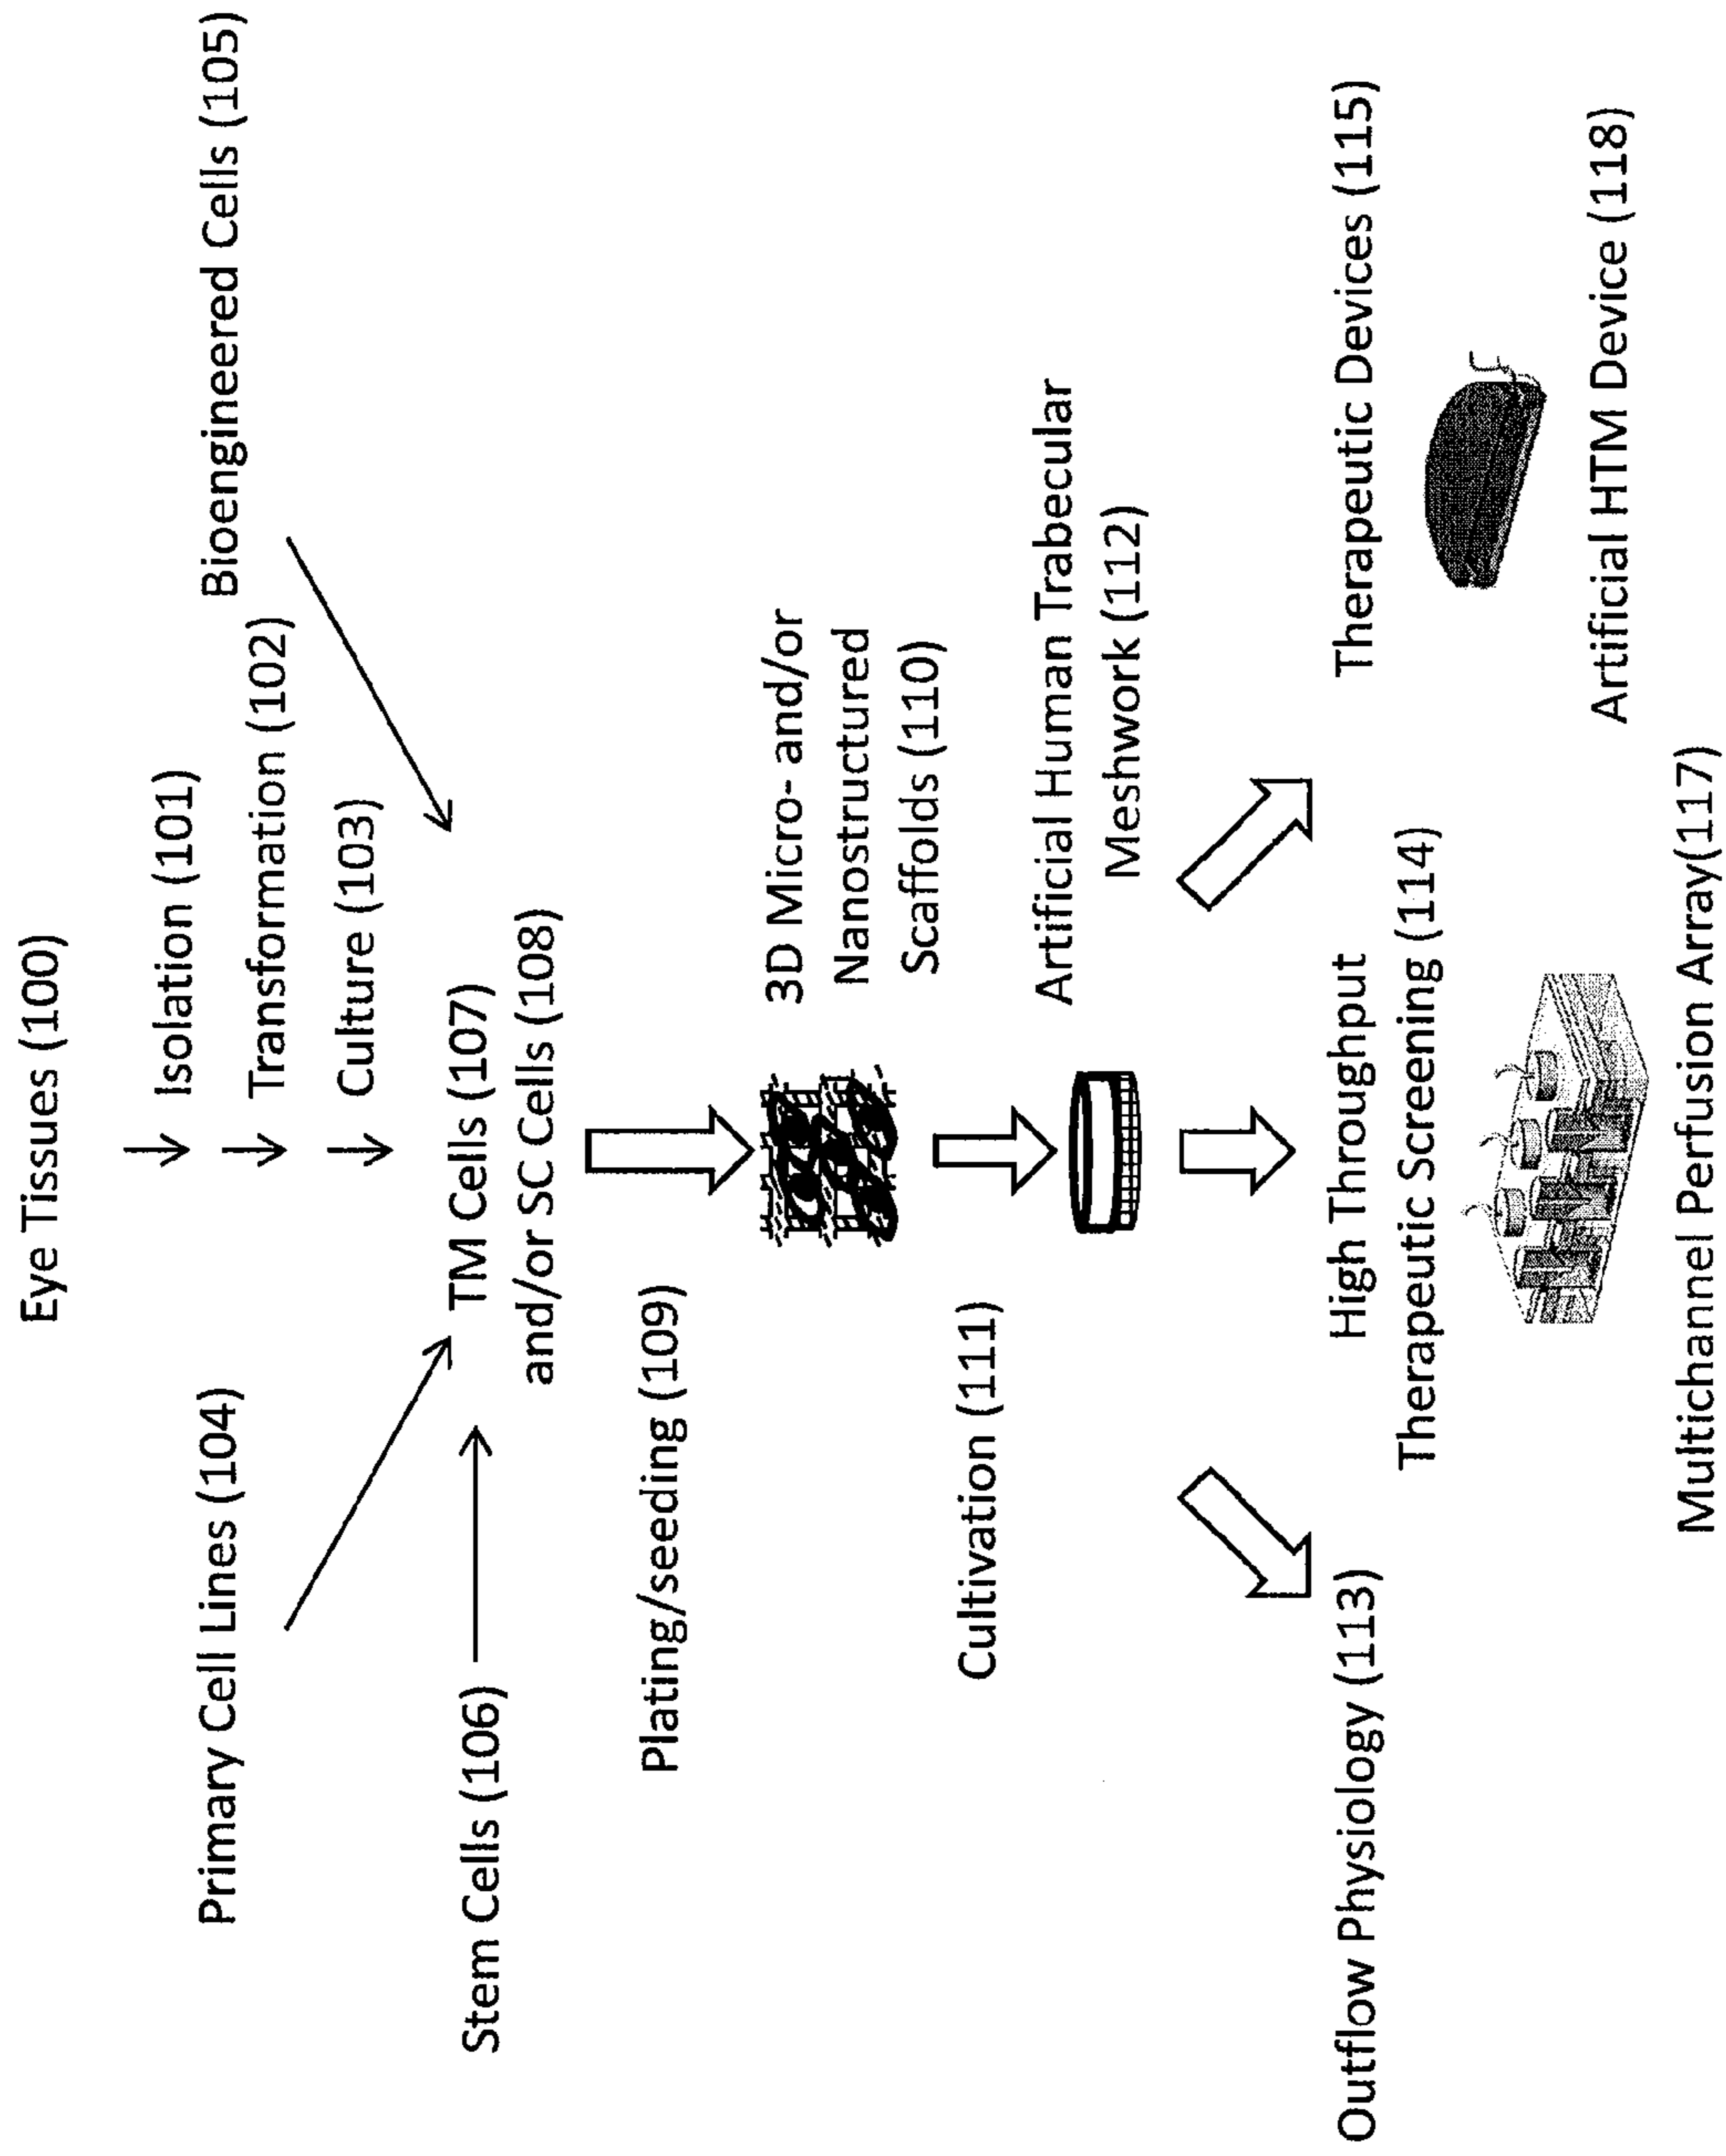 Eye Tissues (100)
Isolation (101)
Primary Cell Lines (104)
Bioengineered Cells (105)
Transformation (102)
Culture (103)
Stem Cells (106)
TM Cells (107)
and/or SC Cells (108)
Plating/seeding (109)
3D Micro- and/or
Nanostructured
Scaffolds (110)
Cultivation (111)
Artificial Human Trabecular
Meshwork (112)
Outflow Physiology (113)
High Throughput
Therapeutic Screening (114)
Therapeutic Devices (115)
Artificial HTM Device (118)
Multichannel Perfusion Array(117)